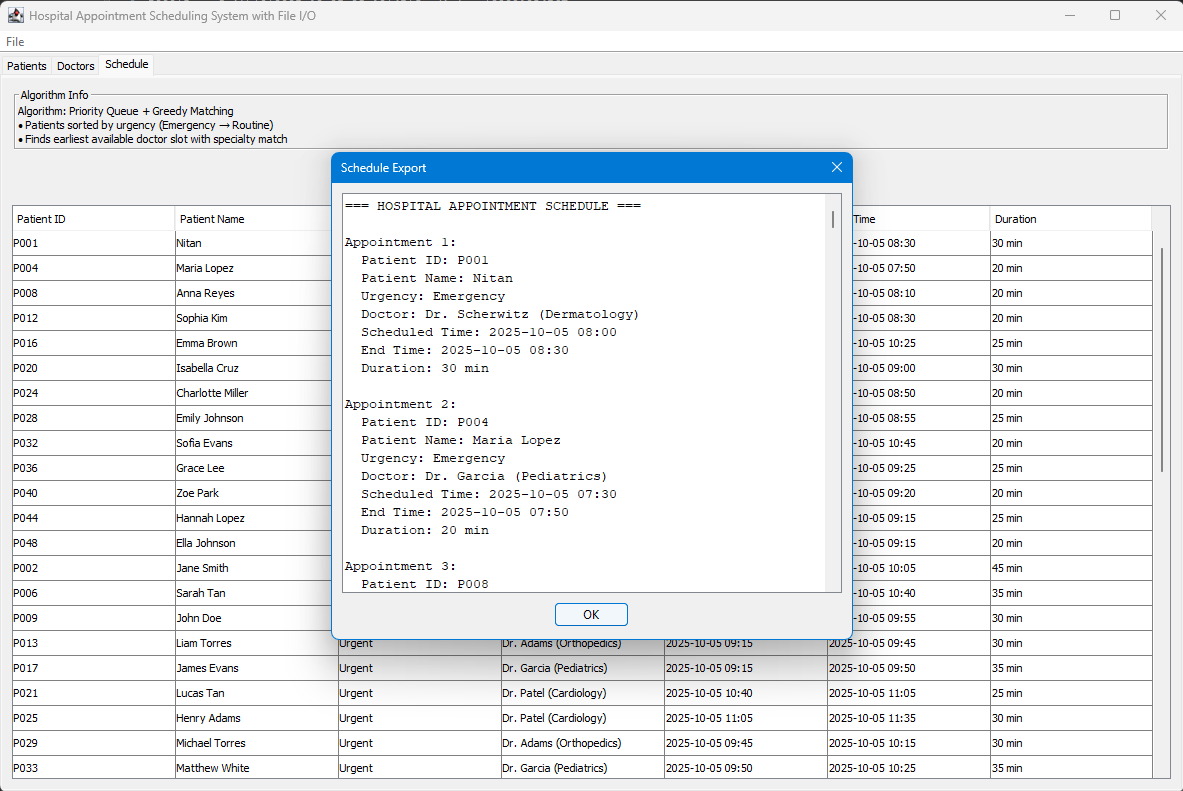 Hospital Appointment Scheduling System with File I/O
File
Patients Doctors Schedule
Algorithm Info
Algorithm: Priority Queue + Greedy Matching
• Patients sorted by urgency (Emergency → Routine)
• Finds earliest available doctor slot with specialty match
Schedule Export
=== HOSPITAL APPOINTMENT SCHEDULE ===
Appointment 1:
Patient ID: P001
Patient Name: Nitan
Urgency: Emergency
Doctor: Dr. Scherwitz (Dermatology)
Scheduled Time: 2025-10-05 08:00
End Time: 2025-10-05 08:30
Duration: 30 min
Appointment 2:
Patient ID: P004
Patient Name: Maria Lopez
Urgency: Emergency
Doctor: Dr. Garcia (Pediatrics)
Scheduled Time: 2025-10-05 07:30
End Time: 2025-10-05 07:50
Duration: 20 min
Appointment 3:
Patient ID: P008
OK
Patient ID Patient Name Time Duration
P001 Nitan -10-05 08:30 30 min
P004 Maria Lopez -10-05 07:50 20 min
P008 Anna Reyes -10-05 08:10 20 min
P012 Sophia Kim -10-05 08:30 20 min
P016 Emma Brown -10-05 10:25 25 min
P020 Isabella Cruz -10-05 09:00 30 min
P024 Charlotte Miller -10-05 08:50 20 min
P028 Emily Johnson -10-05 08:55 25 min
P032 Sofia Evans -10-05 10:45 20 min
P036 Grace Lee -10-05 09:25 25 min
P040 Zoe Park -10-05 09:20 20 min
P044 Hannah Lopez -10-05 09:15 25 min
P048 Ella Johnson -10-05 09:15 20 min
P002 Jane Smith -10-05 10:05 45 min
P006 Sarah Tan -10-05 10:40 35 min
P009 John Doe -10-05 09:55 30 min
P013 Liam Torres Urgent Dr. Adams (Orthopedics) 2025-10-05 09:15 2025-10-05 09:45 30 min
P017 James Evans Urgent Dr. Garcia (Pediatrics) 2025-10-05 09:15 2025-10-05 09:50 35 min
P021 Lucas Tan Urgent Dr. Patel (Cardiology) 2025-10-05 10:40 2025-10-05 11:05 25 min
P025 Henry Adams Urgent Dr. Patel (Cardiology) 2025-10-05 11:05 2025-10-05 11:35 30 min
P029 Michael Torres Urgent Dr. Adams (Orthopedics) 2025-10-05 09:45 2025-10-05 10:15 30 min
P033 Matthew White Urgent Dr. Garcia (Pediatrics) 2025-10-05 09:50 2025-10-05 10:25 35 min